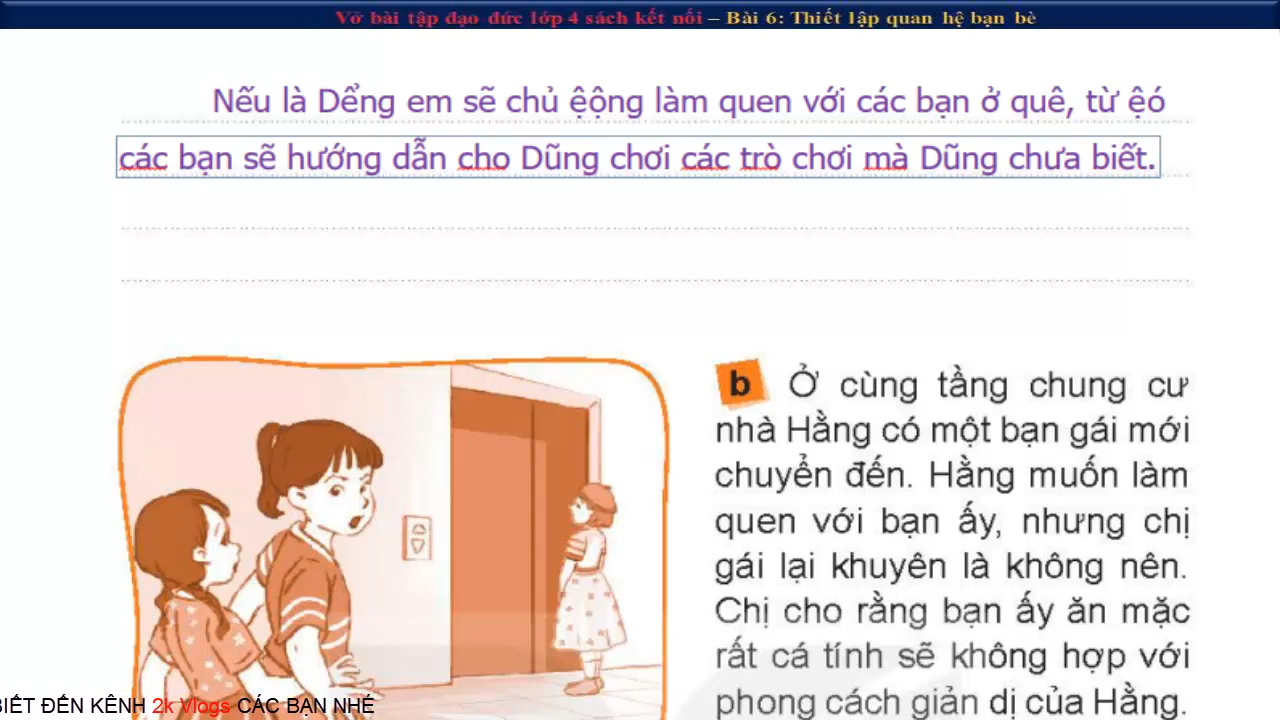 Vở bài tập đạo đức lớp 4 sách kết nối – Bài 6: Thiết lập quan hệ bạn bè
Nếu là Dểng em sẽ chủ ệộng làm quen với các bạn ở quê, từ ệó
các bạn sẽ hướng dẫn cho Dũng chơi các trò chơi mà Dũng chưa biết.
b Ở cùng tầng chung cư
nhà Hằng có một bạn gái mới
chuyển đến. Hằng muốn làm
quen với bạn ấy, nhưng chị
gái lại khuyên là không nên.
Chị cho rằng bạn ấy ăn mặc
rất cá tính sẽ không hợp với
phong cách giản dị của Hằng.
BIẾT ĐẾN KÊNH 2k Vlogs CÁC BẠN NHÉ